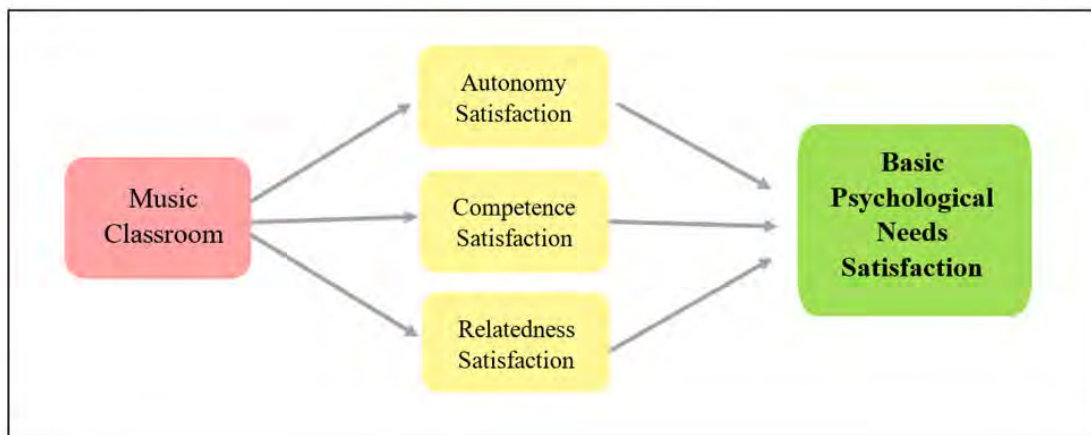 Music
Classroom
Autonomy
Satisfaction
Competence
Satisfaction
Relatedness
Satisfaction
Basic
Psychological
Needs
Satisfaction